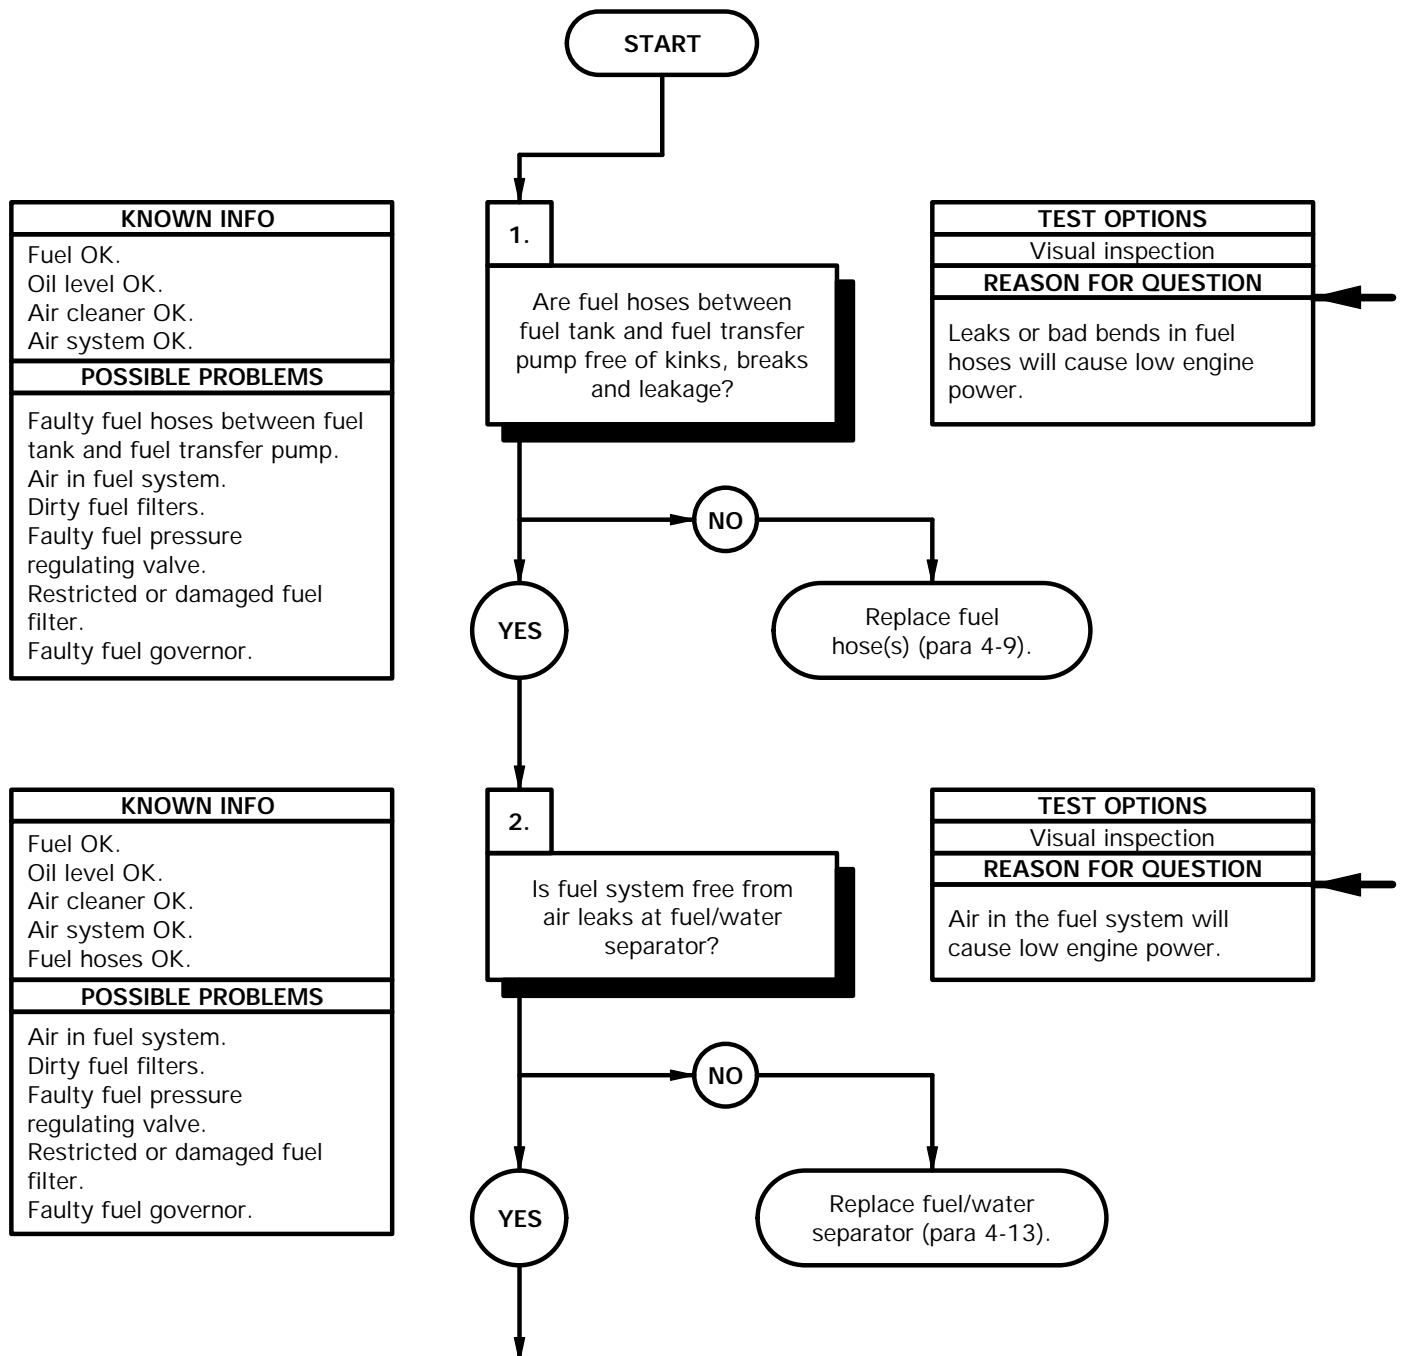 START
KNOWN INFO
Fuel OK.
Oil level OK.
Air cleaner OK.
Air system OK.
POSSIBLE PROBLEMS
Faulty fuel hoses between fuel
tank and fuel transfer pump.
Air in fuel system.
Dirty fuel filters.
Faulty fuel pressure
regulating valve.
Restricted or damaged fuel
filter.
Faulty fuel governor.
1.
Are fuel hoses between
fuel tank and fuel transfer
pump free of kinks, breaks
and leakage?
TEST OPTIONS
Visual inspection
REASON FOR QUESTION
Leaks or bad bends in fuel
hoses will cause low engine
power.
NO
YES
Replace fuel
hose(s) (para 4-9).
KNOWN INFO
Fuel OK.
Oil level OK.
Air cleaner OK.
Air system OK.
Fuel hoses OK.
POSSIBLE PROBLEMS
Air in fuel system.
Dirty fuel filters.
Faulty fuel pressure
regulating valve.
Restricted or damaged fuel
filter.
Faulty fuel governor.
2.
Is fuel system free from
air leaks at fuel/water
separator?
TEST OPTIONS
Visual inspection
REASON FOR QUESTION
Air in the fuel system will
cause low engine power.
NO
YES
Replace fuel/water
separator (para 4-13).